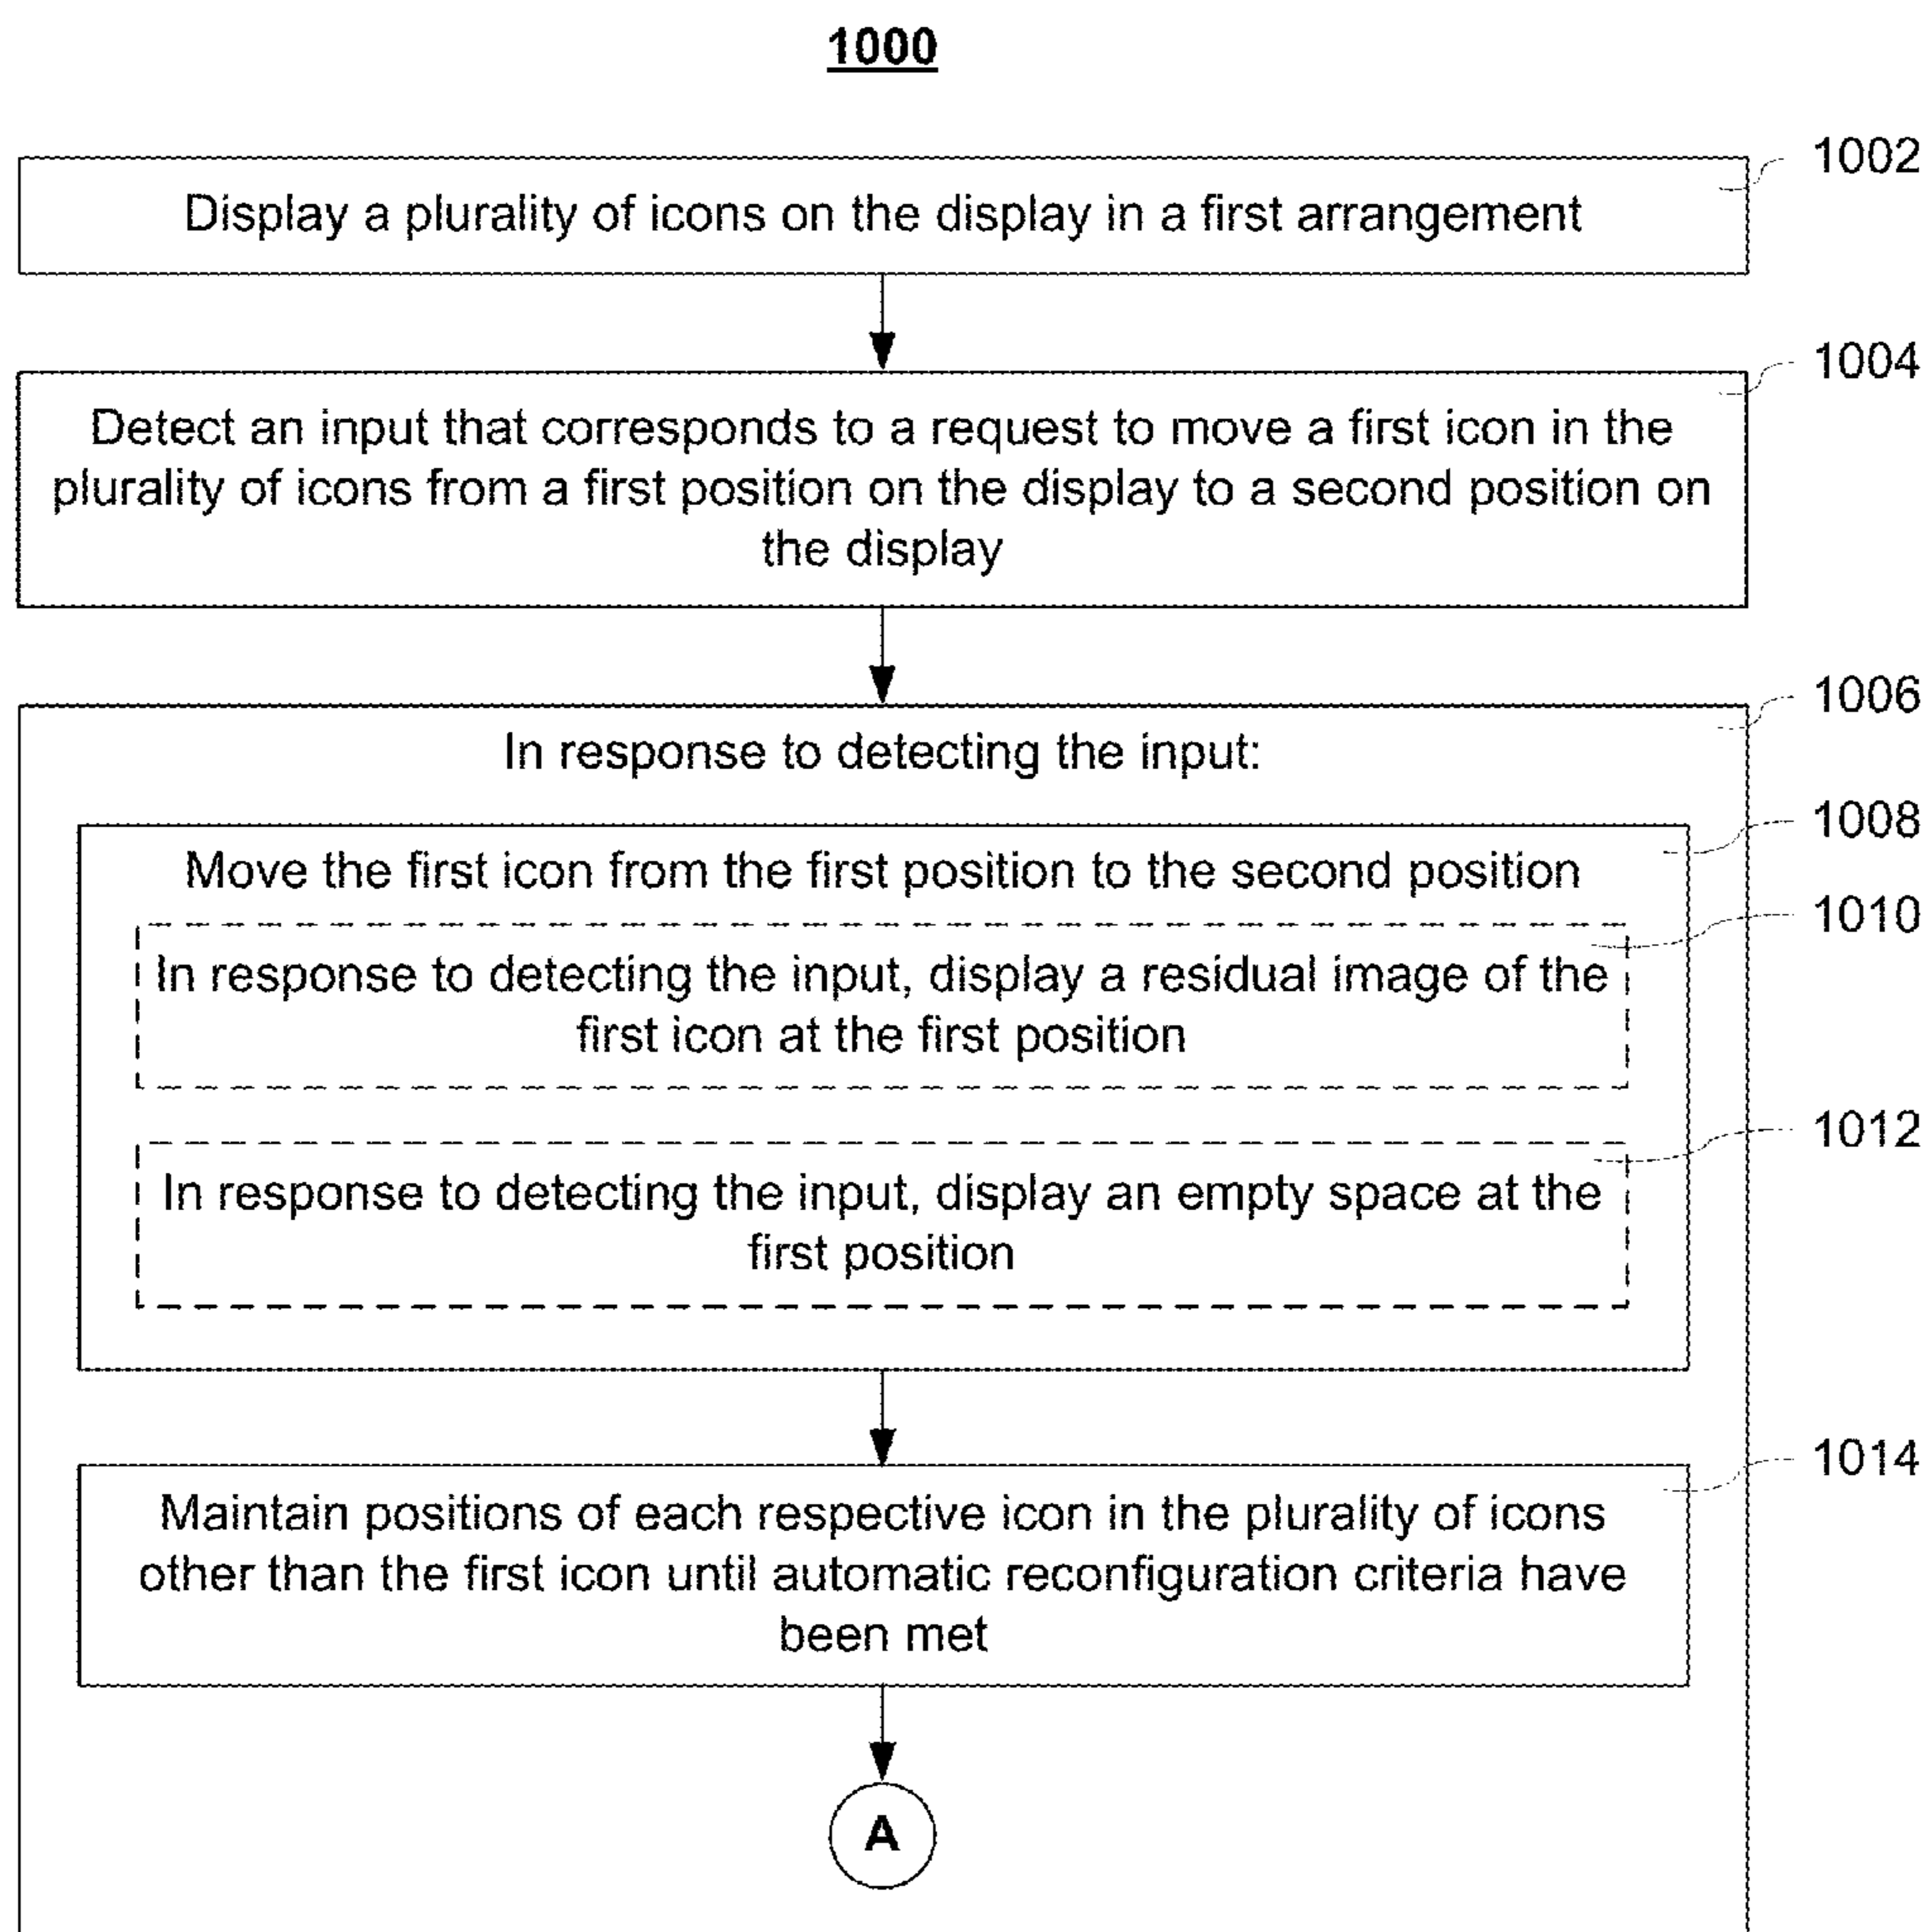 1000
1002
Display a plurality of icons on the display in a first arrangement
1004
Detect an input that corresponds to a request to move a first icon in the
plurality of icons from a first position on the display to a second position on
the display
1006
In response to detecting the input:
1008
Move the first icon from the first position to the second position
1010
In response to detecting the input, display a residual image of the
first icon at the first position
1012
In response to detecting the input, display an empty space at the
first position
1014
Maintain positions of each respective icon in the plurality of icons
other than the first icon until automatic reconfiguration criteria have
been met
A